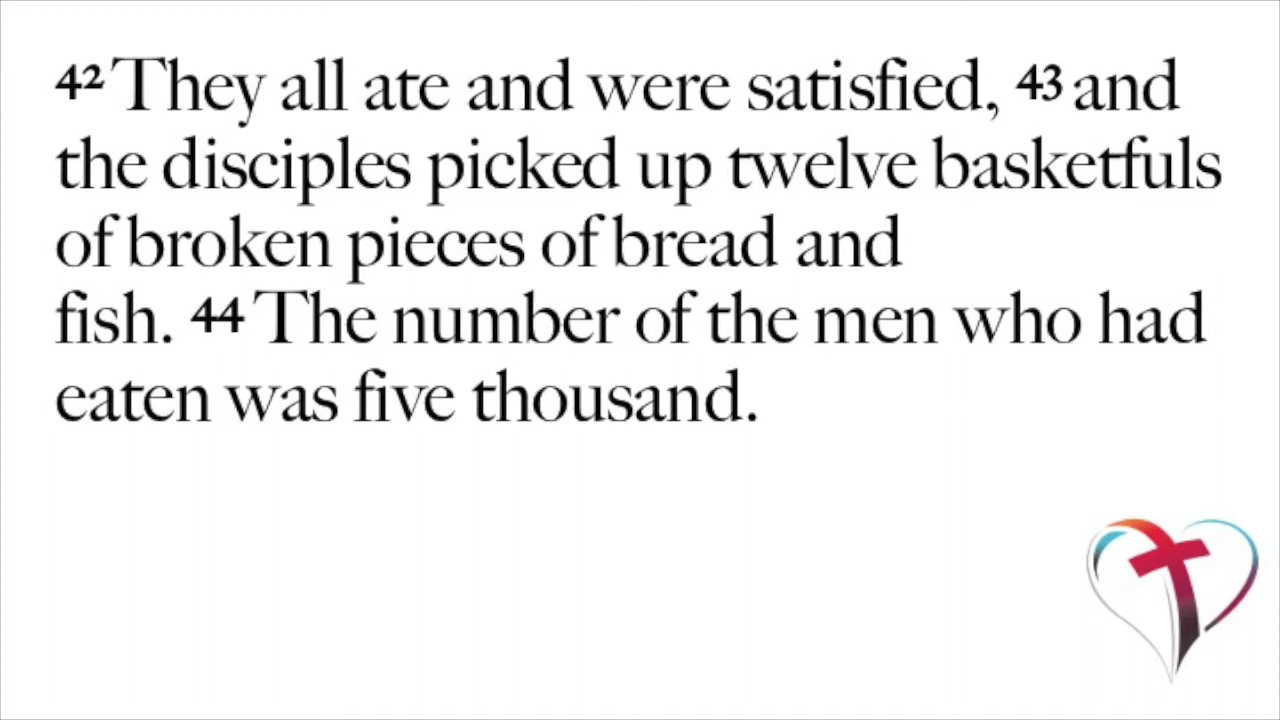 42 They all ate and were satisfied, 43 and
the disciples picked up twelve basketfuls
of broken pieces of bread and
fish. 44 The number of the men who had
eaten was five thousand.